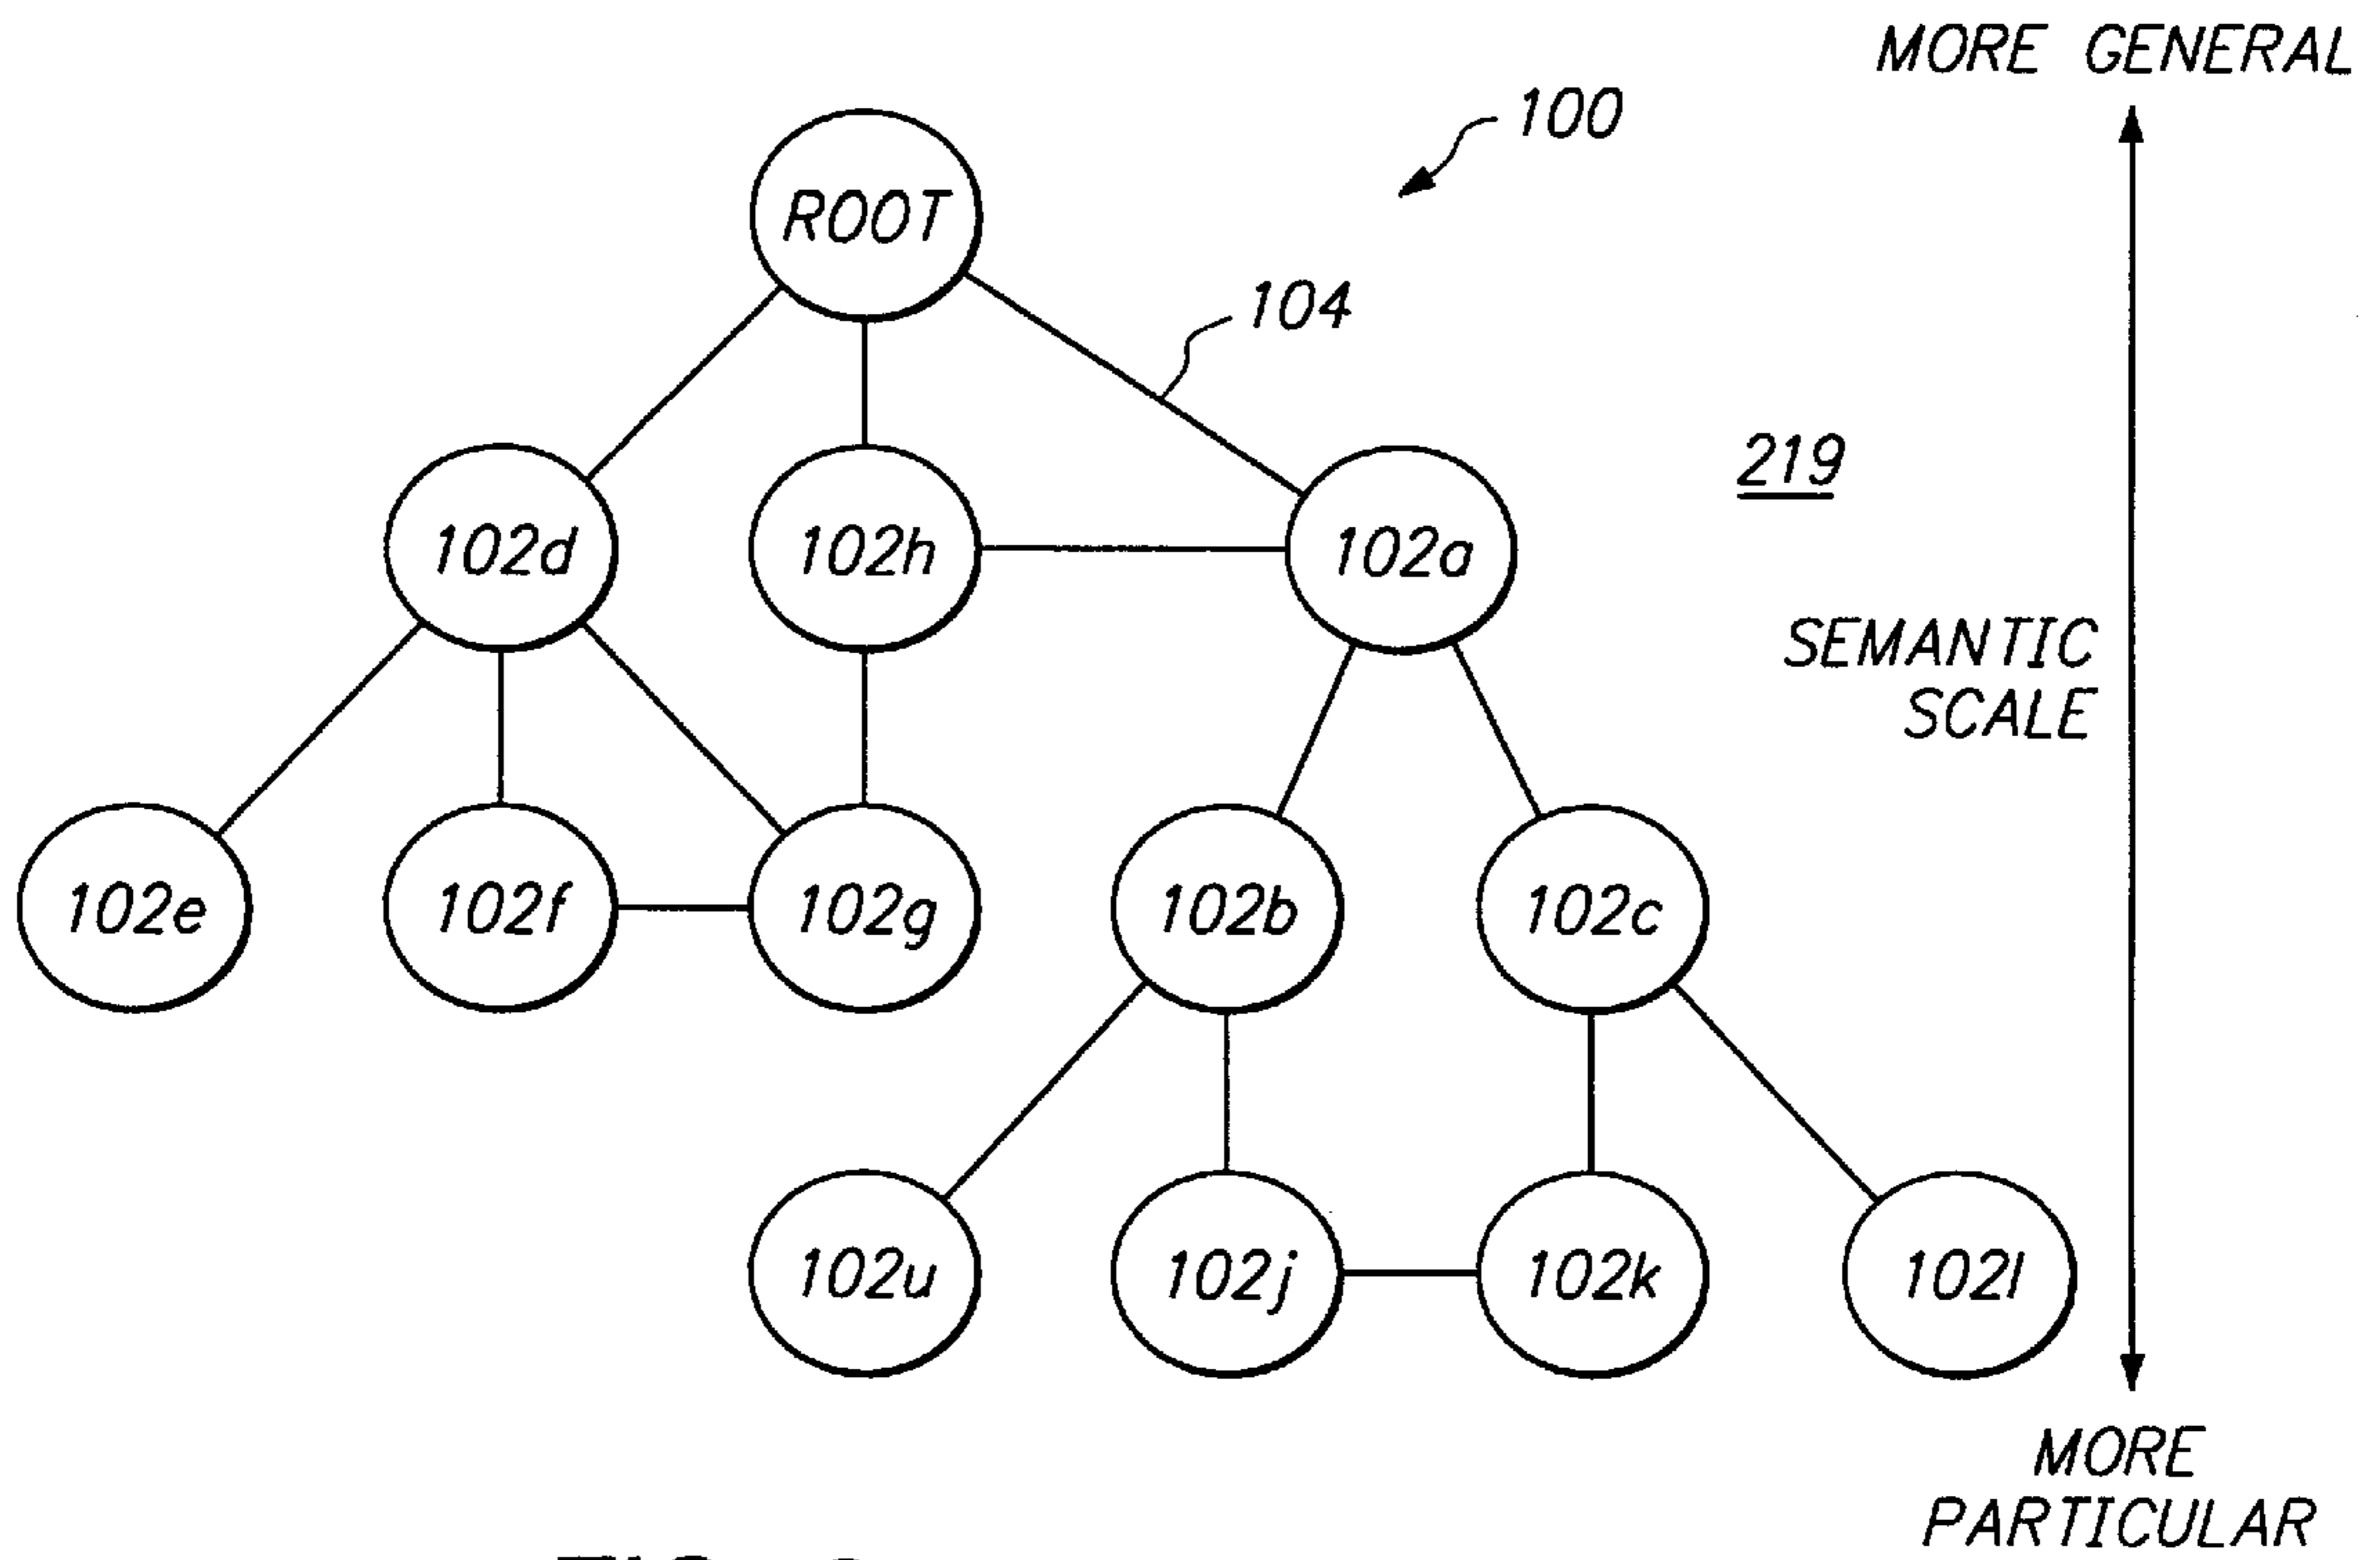 MORE GENERAL
100
ROOT
104
219
102d
102h
102a
SEMANTIC
SCALE
102e
102f
102g
102b
102c
102u
102j
102k
102l
MORE
PARTICULAR